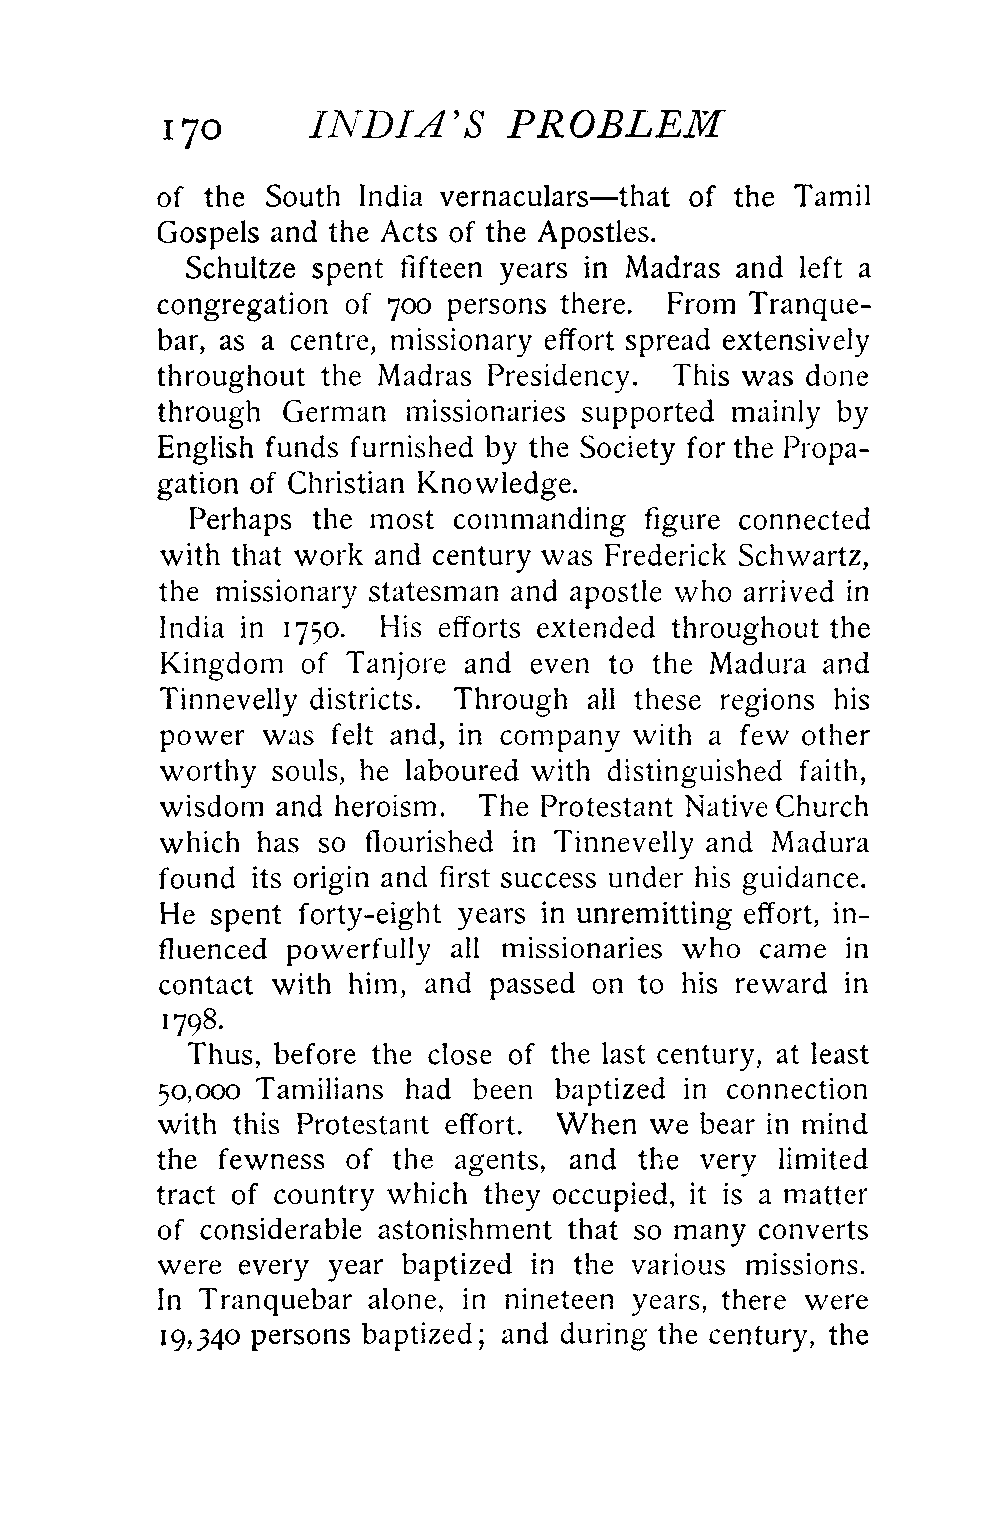 170 INDIA'S PROBLEM
of the South India vernaculars—that of the Tamil
Gospels and the Acts of the Apostles.
Schultze spent fifteen years in Madras and left a
congregation of 700 persons there. From Tranque-
bar, as a centre, missionary effort spread extensively
throughout the Madras Presidency. This was done
through German missionaries supported mainly by
English funds furnished by the Society for the Propa-
gation of Christian Knowledge.
Perhaps the most commanding figure connected
with that work and century was Frederick Schwartz,
the missionary statesman and apostle who arrived in
India in 1750. His efforts extended throughout the
Kingdom of Tanjore and even to the Madura and
Tinnevelly districts. Through all these regions his
power was felt and, in company with a few other
worthy souls, he laboured with distinguished faith,
wisdom and heroism. The Protestant Native Church
which has so flourished in Tinnevelly and Madura
found its origin and first success under his guidance.
He spent forty-eight years in unremitting effort, in-
fluenced powerfully all missionaries who came in
contact with him, and passed on to his reward in
1798.
Thus, before the close of the last century, at least
50,000 Tamilians had been baptized in connection
with this Protestant effort. When we bear in mind
the fewness of the agents, and the very limited
tract of country which they occupied, it is a matter
of considerable astonishment that so many converts
were every year baptized in the various missions.
In Tranquebar alone, in nineteen years, there were
19,340 persons baptized; and during the century, the